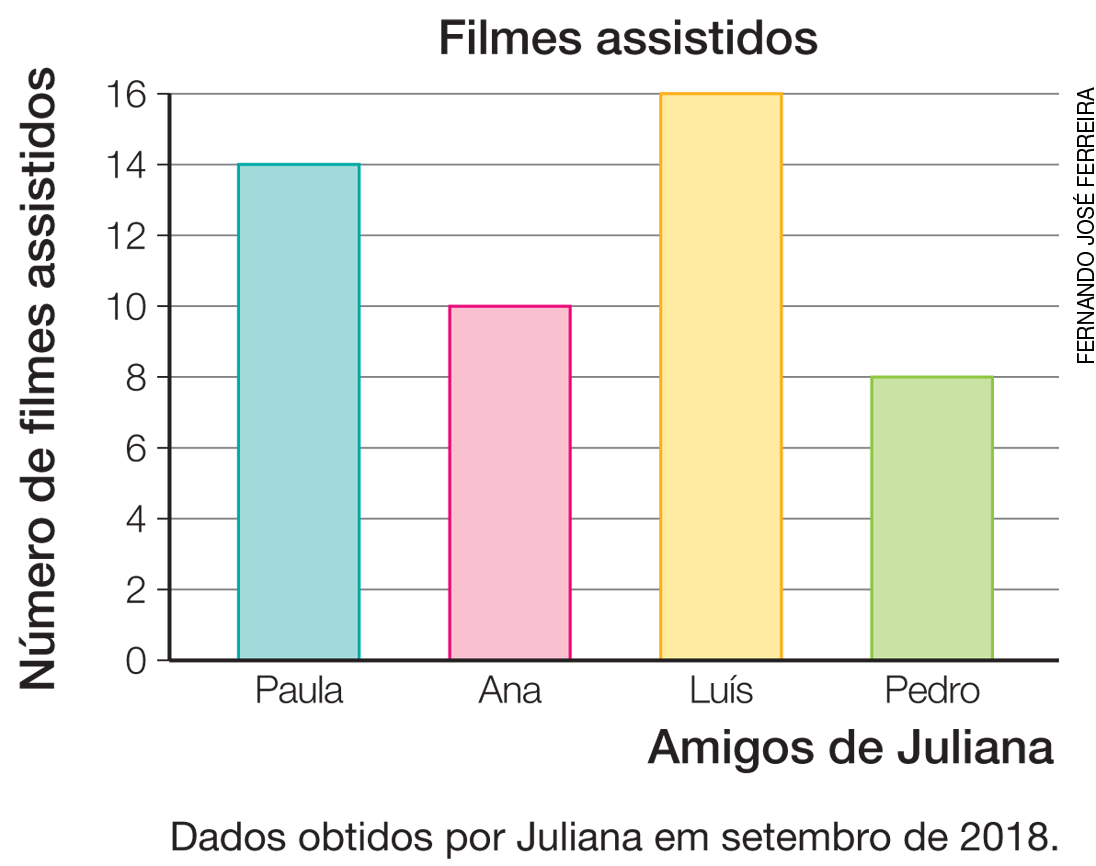 Filmes assistidos
Número de filmes assistidos
16
14
12
10
8
6
4
2
0
Paula Ana Luís Pedro
Amigos de Juliana
Dados obtidos por Juliana em setembro de 2018.
FERNANDO JOSÉ FERREIRA